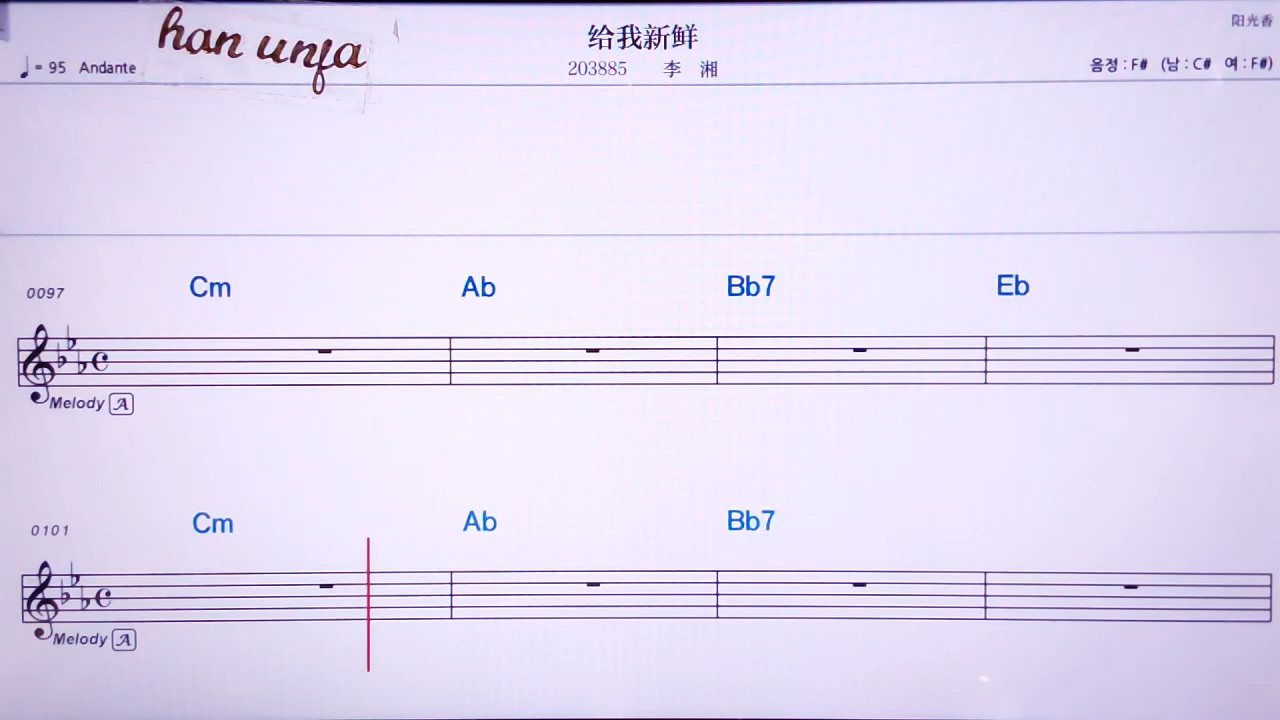 han unfa
给我新鲜
阳光香
♩= 95 Andante
203885 李 湘
음정 : F# (남 : C# 여 : F#)
0097 Cm Ab Bb7 Eb
Melody A
0101 Cm Ab Bb7
Melody A